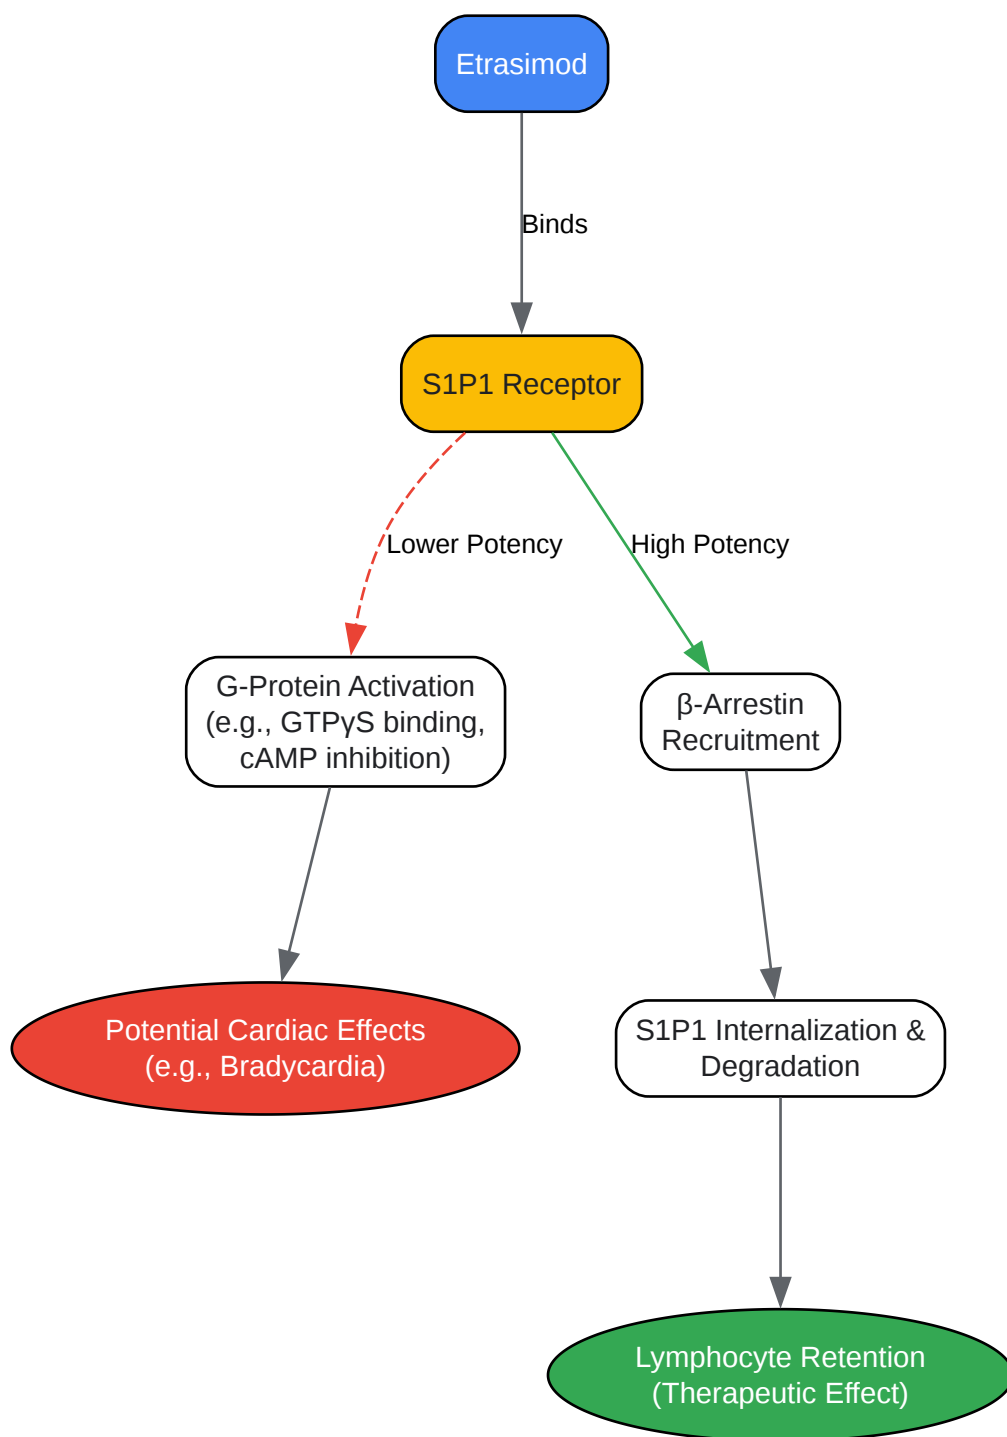 Etrasimod
Binds
S1P1 Receptor
Lower Potency
High Potency
G-Protein Activation
(e.g., GTPγS binding,
cAMP inhibition)
β-Arrestin
Recruitment
Potential Cardiac Effects
(e.g., Bradycardia)
S1P1 Internalization &
Degradation
Lymphocyte Retention
(Therapeutic Effect)